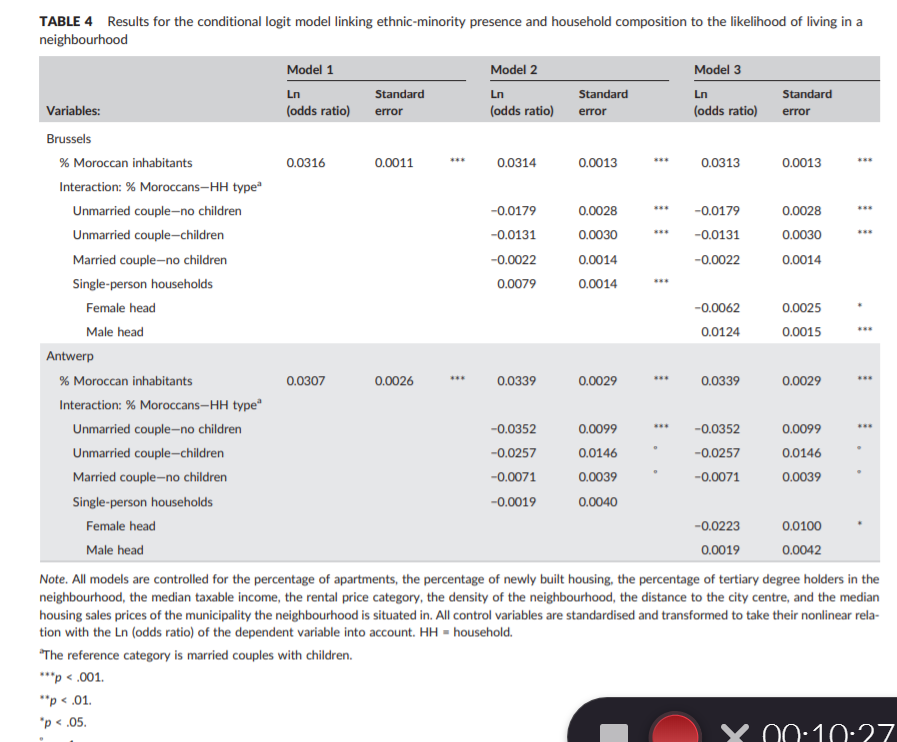 TABLE 4 Results for the conditional logit model linking ethnic-minority presence and household composition to the likelihood of living in a
neighbourhood
Model 1 Model 2 Model 3
Ln Standard Ln Standard Ln Standard
Variables: (odds ratio) error (odds ratio) error (odds ratio) error
Brussels
% Moroccan inhabitants 0.0316 0.0011 *** 0.0314 0.0013 *** 0.0313 0.0013 ***
Interaction: % Moroccans—HH typeᵃ
Unmarried couple—no children −0.0179 0.0028 *** −0.0179 0.0028 ***
Unmarried couple—children −0.0131 0.0030 *** −0.0131 0.0030 ***
Married couple—no children −0.0022 0.0014 −0.0022 0.0014
Single-person households 0.0079 0.0014 ***
Female head −0.0062 0.0025 *
Male head 0.0124 0.0015 ***
Antwerp
% Moroccan inhabitants 0.0307 0.0026 *** 0.0339 0.0029 *** 0.0339 0.0029 ***
Interaction: % Moroccans—HH typeᵃ
Unmarried couple—no children −0.0352 0.0099 *** −0.0352 0.0099 ***
Unmarried couple—children −0.0257 0.0146 ° −0.0257 0.0146 °
Married couple—no children −0.0071 0.0039 ° −0.0071 0.0039 °
Single-person households −0.0019 0.0040
Female head −0.0223 0.0100 *
Male head 0.0019 0.0042
Note. All models are controlled for the percentage of apartments, the percentage of newly built housing, the percentage of tertiary degree holders in the
neighbourhood, the median taxable income, the rental price category, the density of the neighbourhood, the distance to the city centre, and the median
housing sales prices of the municipality the neighbourhood is situated in. All control variables are standardised and transformed to take their nonlinear rela-
tion with the Ln (odds ratio) of the dependent variable into account. HH = household.
ᵃThe reference category is married couples with children.
***p < .001.
**p < .01.
*p < .05.
00:10:27